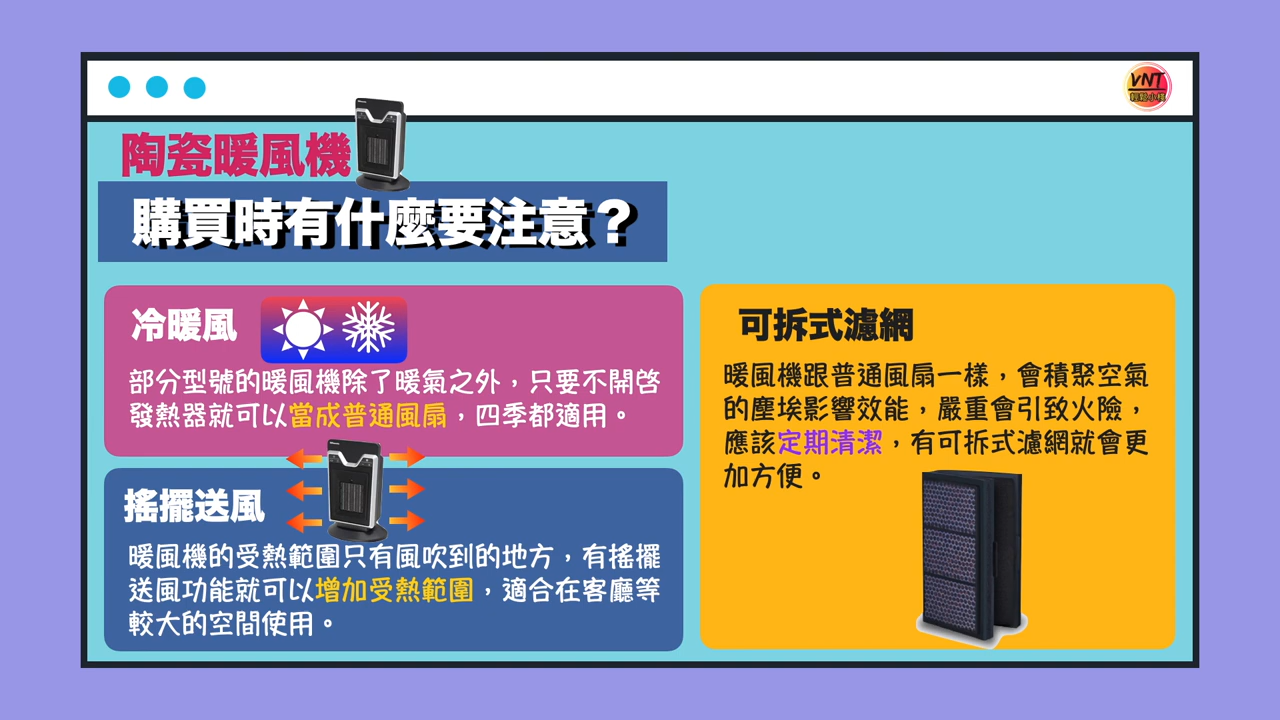 VNT
輕鬆小棧
陶瓷暖風機
購買時有什麼要注意？
冷暖風
部分型號的暖風機除了暖氣之外，只要不開啓
發熱器就可以當成普通風扇，四季都適用。
搖擺送風
暖風機的受熱範圍只有風吹到的地方，有搖擺
送風功能就可以增加受熱範圍，適合在客廳等
較大的空間使用。
可拆式濾網
暖風機跟普通風扇一樣，會積聚空氣
的塵埃影響效能，嚴重會引致火險，
應該定期清潔，有可拆式濾網就會更
加方便。